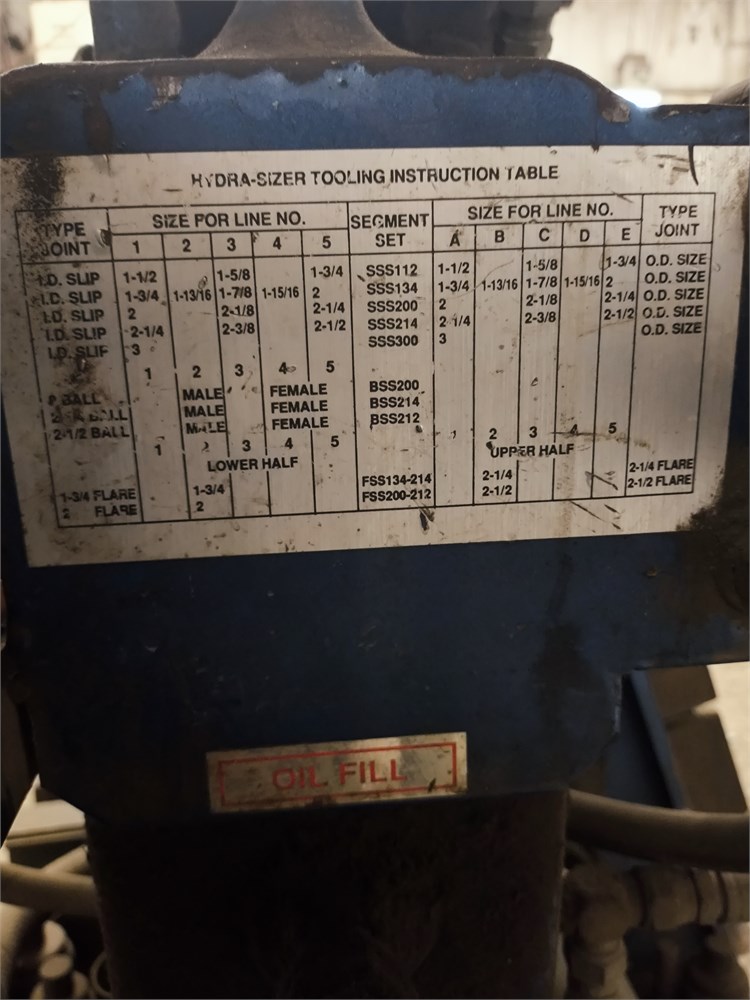 HYDRA-SIZER TOOLING INSTRUCTION TABLE
TYPE JOINT SIZE FOR LINE NO. SEGMENT SET SIZE FOR LINE NO. TYPE JOINT
1 2 3 4 5 A B C D E
I.D. SLIP 1-1/2 1-5/8 1-3/4 SSS112 1-1/2 1-5/8 1-3/4 O.D. SIZE
I.D. SLIP 1-3/4 1-13/16 1-7/8 1-15/16 2 SSS134 1-3/4 1-13/16 1-7/8 1-15/16 2 O.D. SIZE
I.D. SLIP 2 2-1/8 2-1/4 SSS200 2 2-1/8 2-1/4 O.D. SIZE
I.D. SLIP 2-1/4 2-3/8 2-1/2 SSS214 2-1/4 2-3/8 2-1/2 O.D. SIZE
I.D. SLIP 3 SSS300 3 O.D. SIZE
1 2 3 4 5
BALL MALE FEMALE BSS200
BALL MALE FEMALE BSS214
2-1/2 BALL MALE FEMALE BSS212
1 2 3 4 5 1 2 3 4 5
LOWER HALF UPPER HALF
1-3/4 FLARE 1-3/4 FSS134-214 2-1/4 2-1/4 FLARE
2 FLARE 2 FSS200-212 2-1/2 2-1/2 FLARE
OIL FILL